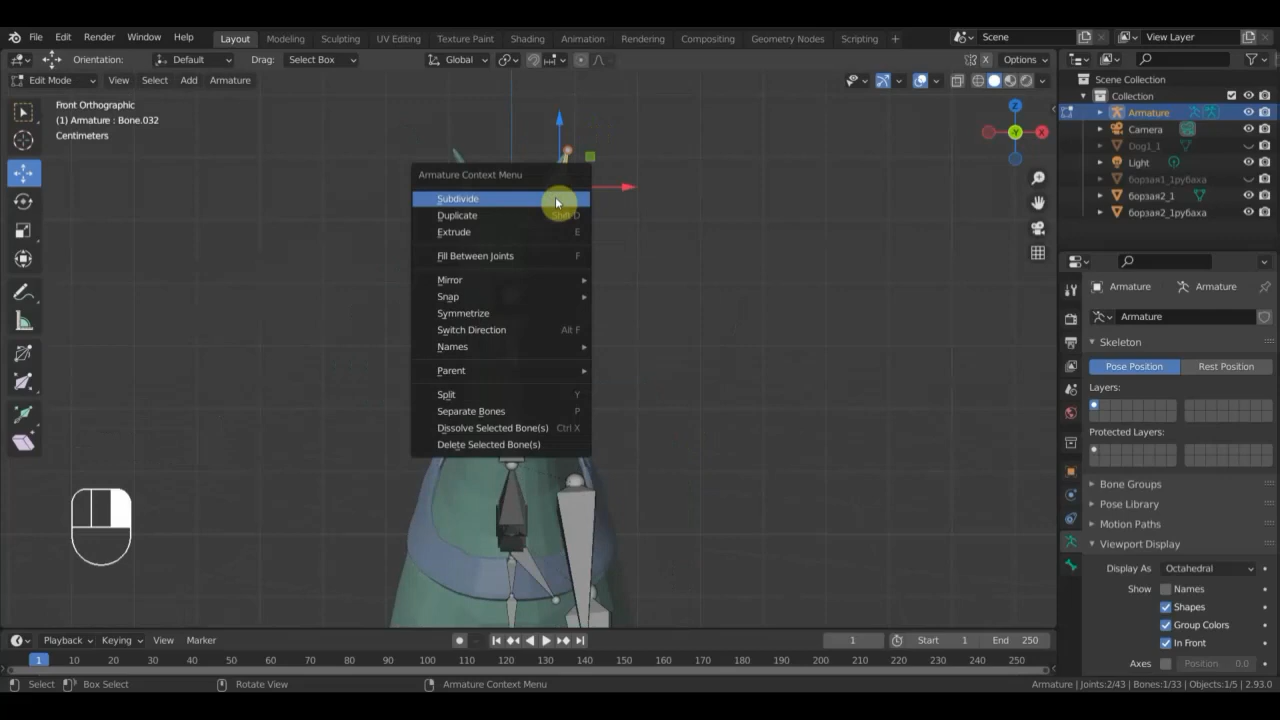 File Edit Render Window Help Layout Modeling Sculpting UV Editing Texture Paint Shading Animation Rendering Compositing Geometry Nodes Scripting + Scene View Layer
Orientation: Default Drag: Select Box Global Options
Edit Mode View Select Add Armature
Front Orthographic
(1) Armature : Bone.032
Centimeters
Z
X
-Y
Armature Context Menu
Subdivide
Duplicate Shift D
Extrude E
Fill Between Joints F
Mirror
Snap
Symmetrize
Switch Direction Alt F
Names
Parent
Split Y
Separate Bones P
Dissolve Selected Bone(s) Ctrl X
Delete Selected Bone(s)
Scene Collection
Collection
Armature
Camera
Dog1_1
Light
борзая1_1рубаха
борзая2_1
борзая2_1рубаха
Armature Armature
Armature
Skeleton
Pose Position Rest Position
Layers:
Protected Layers:
Bone Groups
Pose Library
Motion Paths
Viewport Display
Display As Octahedral
Show Names
Shapes
Group Colors
In Front
Axes Position 0.0
Playback Keying View Marker 1 Start 1 End 250
1 10 20 30 40 50 60 70 80 90 100 110 120 130 140 150 160 170 180 190 200 210 220 230 240 250
Select Box Select Rotate View Armature Context Menu Armature | Joints:2/43 | Bones:1/33 | Objects:1/5 | 2.93.0